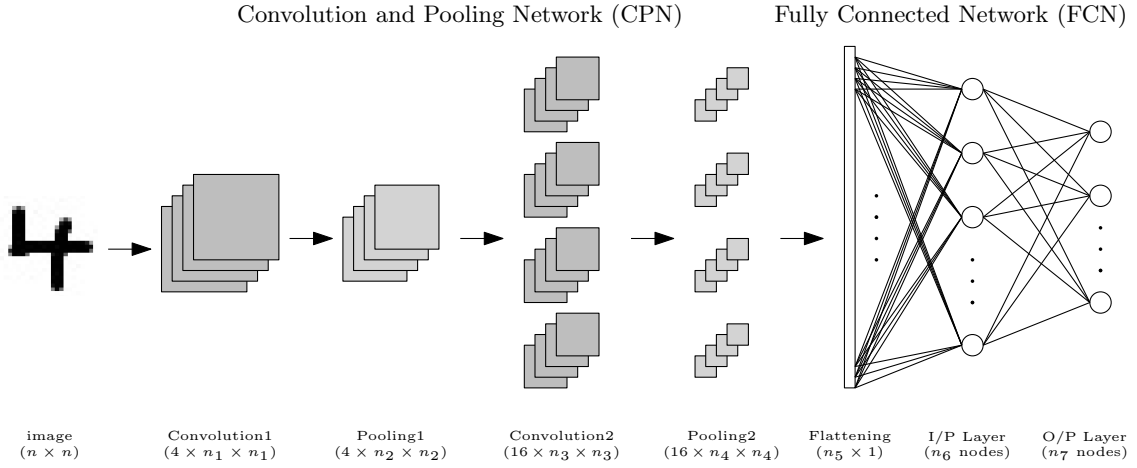 Convolution and Pooling Network (CPN)
Fully Connected Network (FCN)
image
(n × n)
Convolution1
(4 × n₁ × n₁)
Pooling1
(4 × n₂ × n₂)
Convolution2
(16 × n₃ × n₃)
Pooling2
(16 × n₄ × n₄)
Flattening
(n₅ × 1)
I/P Layer
(n₆ nodes)
O/P Layer
(n₇ nodes)